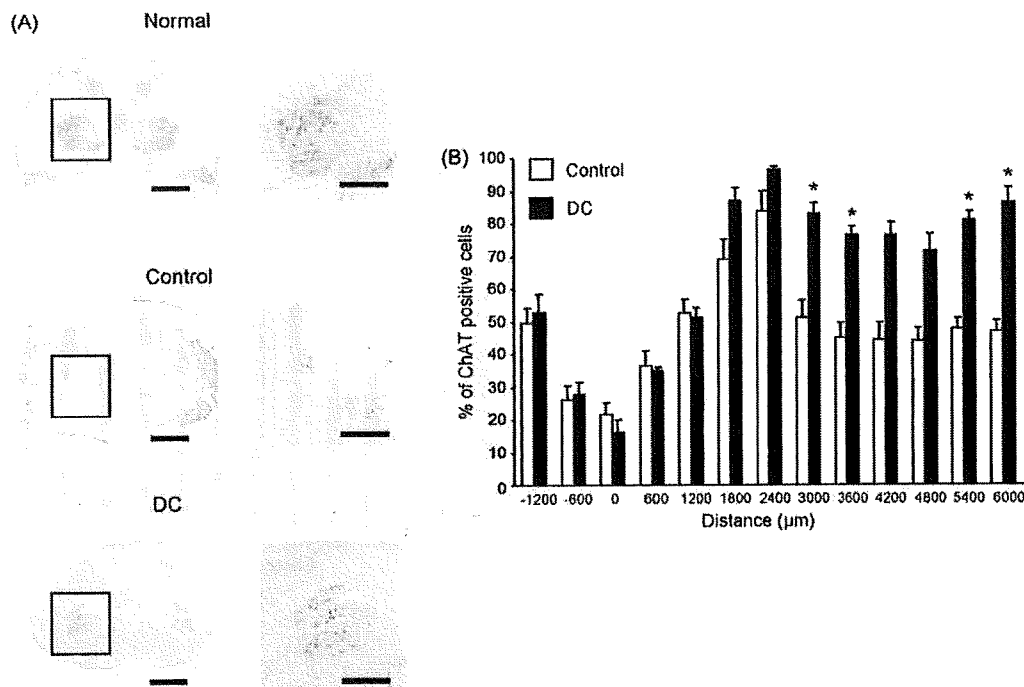 (A)
Normal
Control
DC
(B)
% of ChAT positive cells
100
90
80
70
60
50
40
30
20
10
0
Control
DC
*
*
*
*
-1200 -600 0 600 1200 1800 2400 3000 3600 4200 4800 5400 6000
Distance (µm)